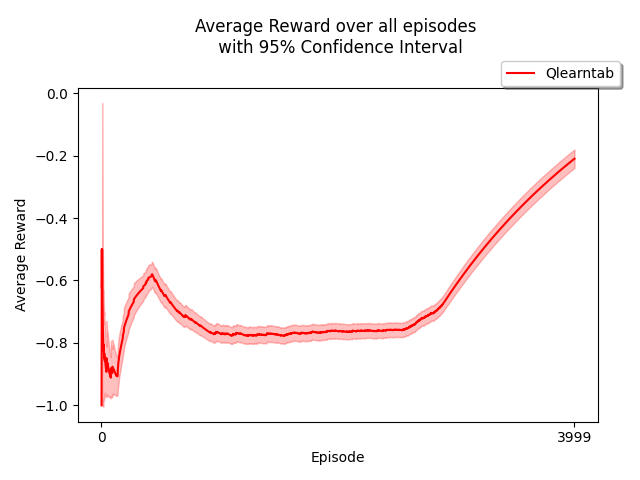 Average Reward over all episodes
with 95% Confidence Interval
Qlearntab
0.0
−0.2
−0.4
−0.6
−0.8
−1.0
Average Reward
0
3999
Episode